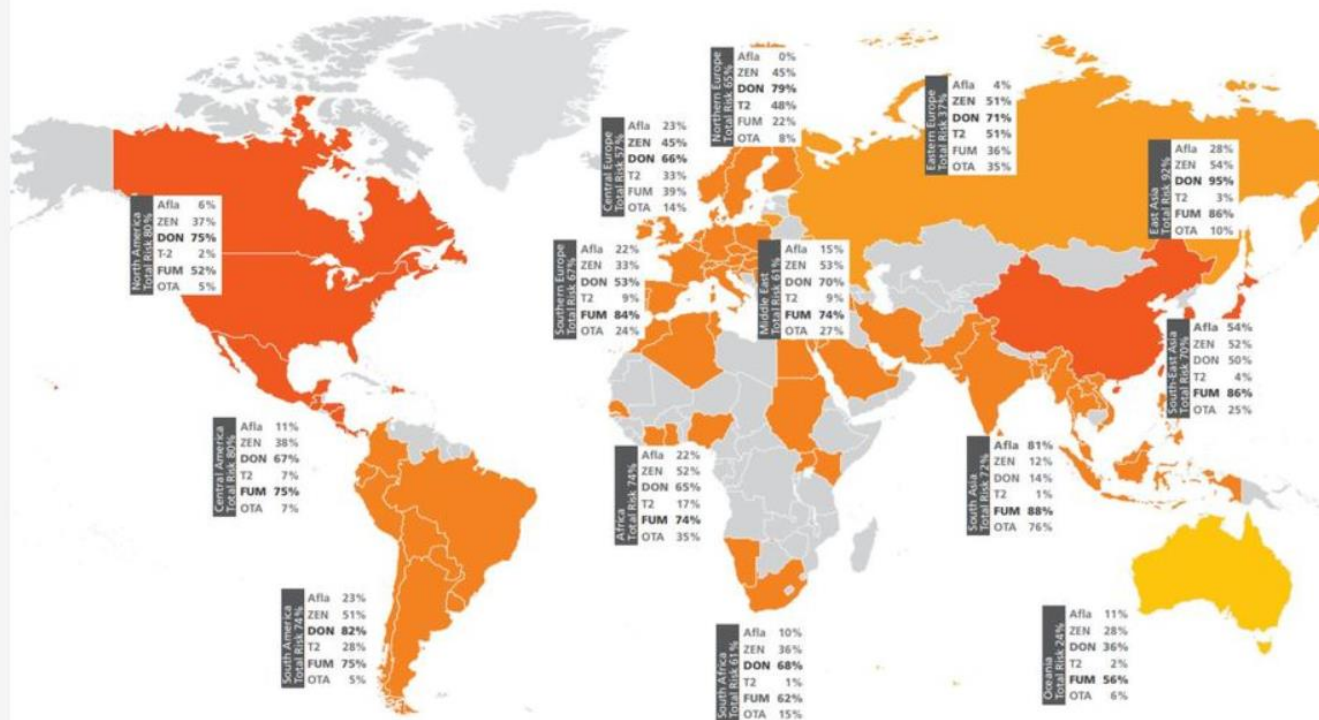 Northern Europe
Total Risk 65%
Afla 0%
ZEN 45%
DON 79%
T2 48%
FUM 22%
OTA 8%
Eastern Europe
Total Risk 37%
Afla 4%
ZEN 51%
DON 71%
T2 51%
FUM 36%
OTA 35%
Central Europe
Total Risk 57%
Afla 23%
ZEN 45%
DON 66%
T2 33%
FUM 39%
OTA 14%
East Asia
Total Risk 92%
Afla 28%
ZEN 54%
DON 95%
T2 3%
FUM 86%
OTA 10%
North America
Total Risk 80%
Afla 6%
ZEN 37%
DON 75%
T-2 2%
FUM 52%
OTA 5%
Southern Europe
Total Risk 67%
Afla 22%
ZEN 33%
DON 53%
T2 9%
FUM 84%
OTA 24%
Middle East
Total Risk 61%
Afla 15%
ZEN 53%
DON 70%
T2 9%
FUM 74%
OTA 27%
South-East Asia
Total Risk 70%
Afla 54%
ZEN 52%
DON 50%
T2 4%
FUM 86%
OTA 25%
Central America
Total Risk 80%
Afla 11%
ZEN 38%
DON 67%
T2 7%
FUM 75%
OTA 7%
Africa
Total Risk 74%
Afla 22%
ZEN 52%
DON 65%
T2 17%
FUM 74%
OTA 35%
South Asia
Total Risk 72%
Afla 81%
ZEN 12%
DON 14%
T2 1%
FUM 88%
OTA 76%
South America
Total Risk 74%
Afla 23%
ZEN 51%
DON 82%
T2 28%
FUM 75%
OTA 5%
South Africa
Total Risk 61%
Afla 10%
ZEN 36%
DON 68%
T2 1%
FUM 62%
OTA 15%
Oceania
Total Risk 24%
Afla 11%
ZEN 28%
DON 36%
T2 2%
FUM 56%
OTA 6%